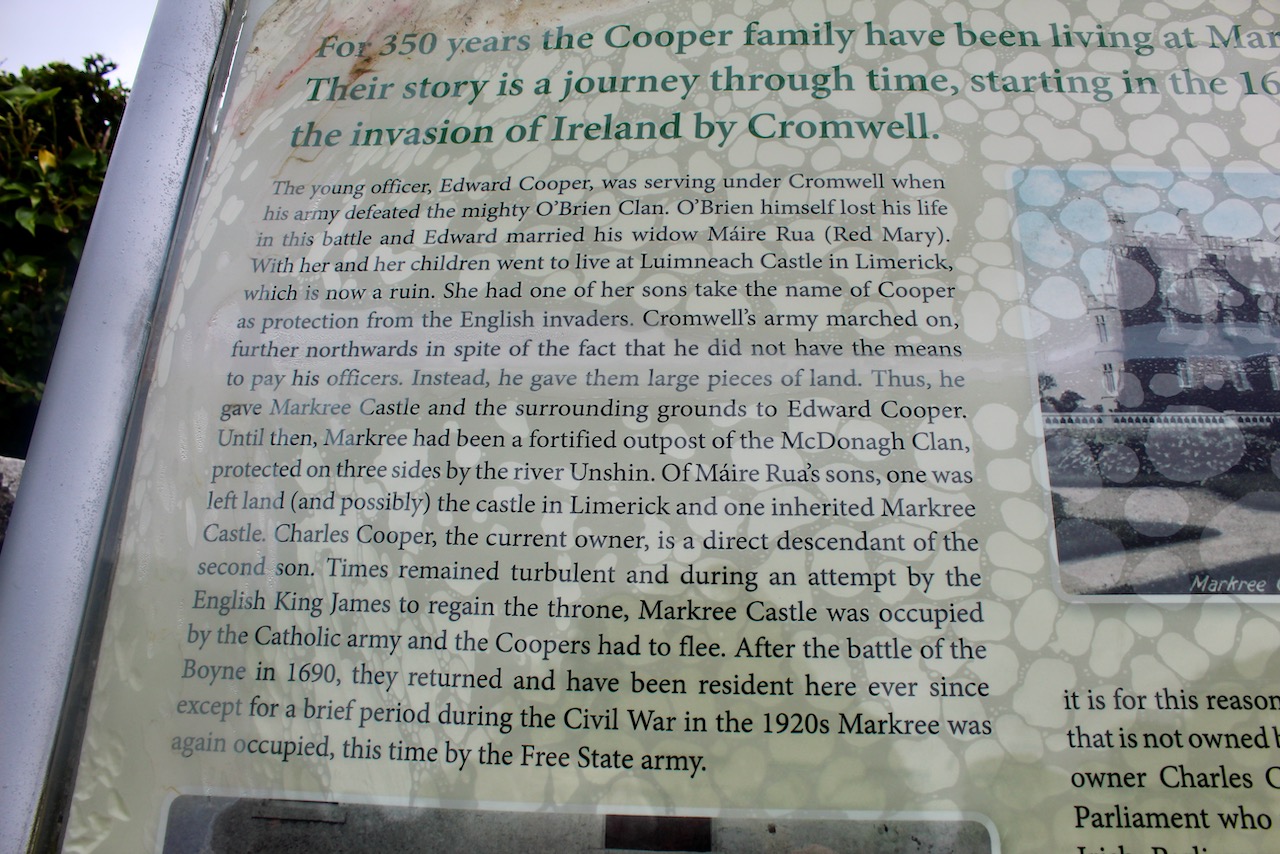 For 350 years the Cooper family have been living at Mar
Their story is a journey through time, starting in the 16
the invasion of Ireland by Cromwell.
The young officer, Edward Cooper, was serving under Cromwell when
his army defeated the mighty O'Brien Clan. O'Brien himself lost his life
in this battle and Edward married his widow Máire Rua (Red Mary).
With her and her children went to live at Luimneach Castle in Limerick,
which is now a ruin. She had one of her sons take the name of Cooper
as protection from the English invaders. Cromwell's army marched on,
further northwards in spite of the fact that he did not have the means
to pay his officers. Instead, he gave them large pieces of land. Thus, he
gave Markree Castle and the surrounding grounds to Edward Cooper.
Until then, Markree had been a fortified outpost of the McDonagh Clan,
protected on three sides by the river Unshin. Of Máire Rua's sons, one was
left land (and possibly) the castle in Limerick and one inherited Markree
Castle. Charles Cooper, the current owner, is a direct descendant of the
second son. Times remained turbulent and during an attempt by the
English King James to regain the throne, Markree Castle was occupied
by the Catholic army and the Coopers had to flee. After the battle of the
Boyne in 1690, they returned and have been resident here ever since
except for a brief period during the Civil War in the 1920s Markree was
again occupied, this time by the Free State army.
Markree
it is for this reason
that is not owned b
owner Charles C
Parliament who